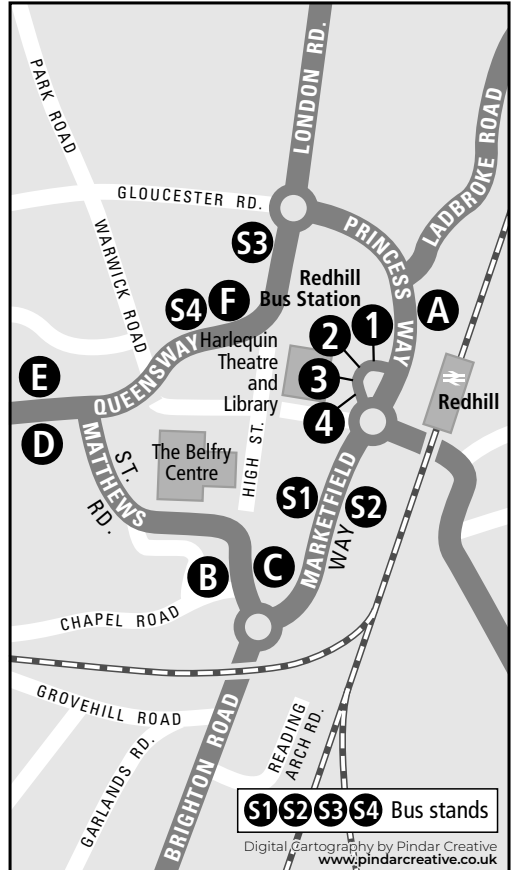 LONDON RD.
PARK ROAD
LADBROKE ROAD
GLOUCESTER RD.
PRINCESS WAY
WARWICK ROAD
S3
Redhill
Bus Station
A
S4
F
1
2
QUEENSWAY
Harlequin
Theatre
and
Library
3
4
Redhill
E
D
ST.
MATTHEWS
RD.
The Belfry
Centre
HIGH ST.
S1
S2
MARKETFIELD
WAY
B
C
CHAPEL ROAD
GROVEHILL ROAD
BRIGHTON ROAD
READING
ARCH RD.
GARLANDS RD.
S1 S2 S3 S4 Bus stands
Digital Cartography by Pindar Creative
www.pindarcreative.co.uk